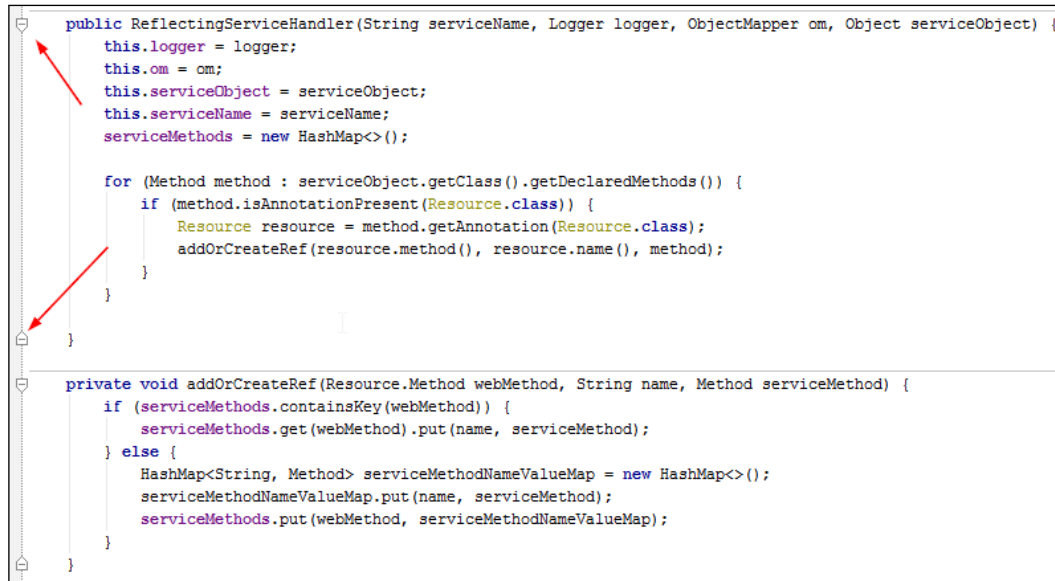 public ReflectingServiceHandler(String serviceName, Logger logger, ObjectMapper om, Object serviceObject) {
this.logger = logger;
this.om = om;
this.serviceObject = serviceObject;
this.serviceName = serviceName;
serviceMethods = new HashMap<>();
for (Method method : serviceObject.getClass().getDeclaredMethods()) {
if (method.isAnnotationPresent(Resource.class)) {
Resource resource = method.getAnnotation(Resource.class);
addOrCreateRef(resource.method(), resource.name(), method);
}
}
}
private void addOrCreateRef(Resource.Method webMethod, String name, Method serviceMethod) {
if (serviceMethods.containsKey(webMethod)) {
serviceMethods.get(webMethod).put(name, serviceMethod);
} else {
HashMap<String, Method> serviceMethodNameValueMap = new HashMap<>();
serviceMethodNameValueMap.put(name, serviceMethod);
serviceMethods.put(webMethod, serviceMethodNameValueMap);
}
}